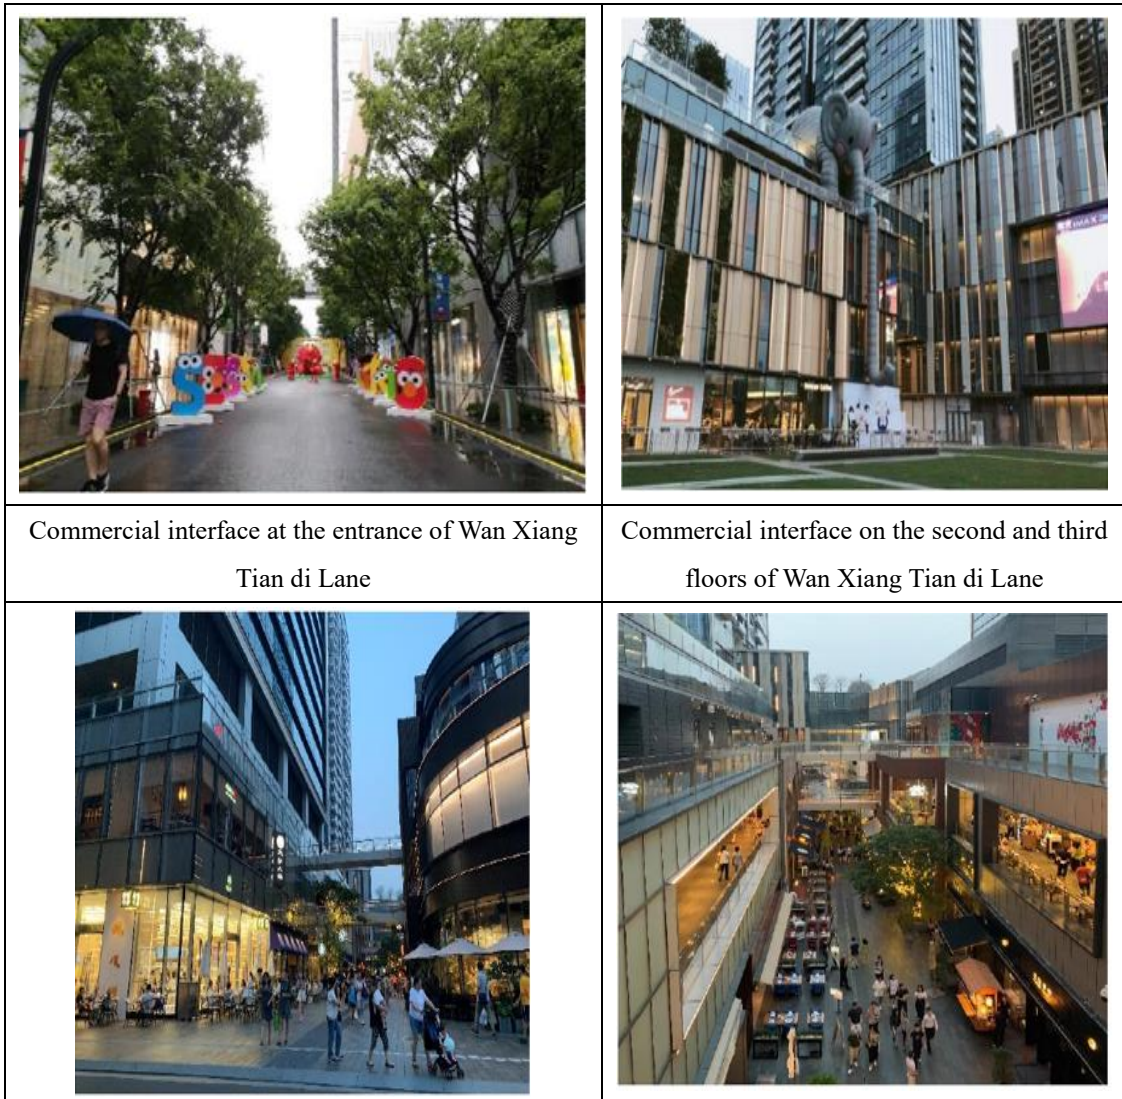 IMAX
Commercial interface at the entrance of Wan Xiang
Tian di Lane
Commercial interface on the second and third
floors of Wan Xiang Tian di Lane